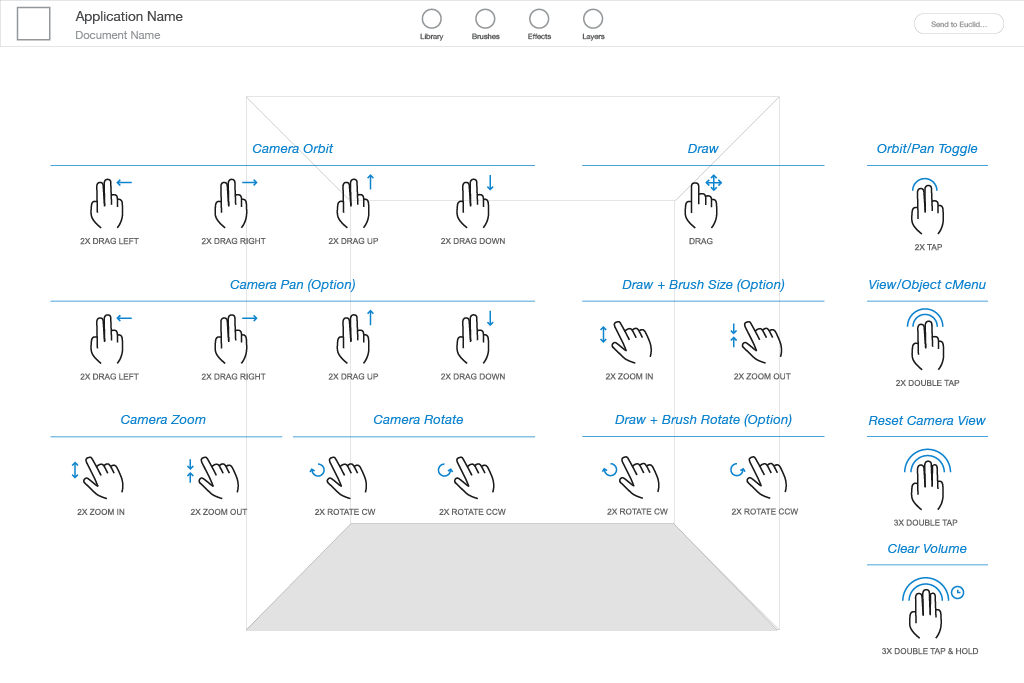 Application Name
Document Name
Library
Brushes
Effects
Layers
Send to Euclid...
Camera Orbit
Draw
Orbit/Pan Toggle
2X DRAG LEFT
2X DRAG RIGHT
2X DRAG UP
2X DRAG DOWN
DRAG
2X TAP
Camera Pan (Option)
Draw + Brush Size (Option)
View/Object cMenu
2X DRAG LEFT
2X DRAG RIGHT
2X DRAG UP
2X DRAG DOWN
2X ZOOM IN
2X ZOOM OUT
2X DOUBLE TAP
Camera Zoom
Camera Rotate
Draw + Brush Rotate (Option)
Reset Camera View
2X ZOOM IN
2X ZOOM OUT
2X ROTATE CW
2X ROTATE CCW
2X ROTATE CW
2X ROTATE CCW
3X DOUBLE TAP
Clear Volume
3X DOUBLE TAP & HOLD